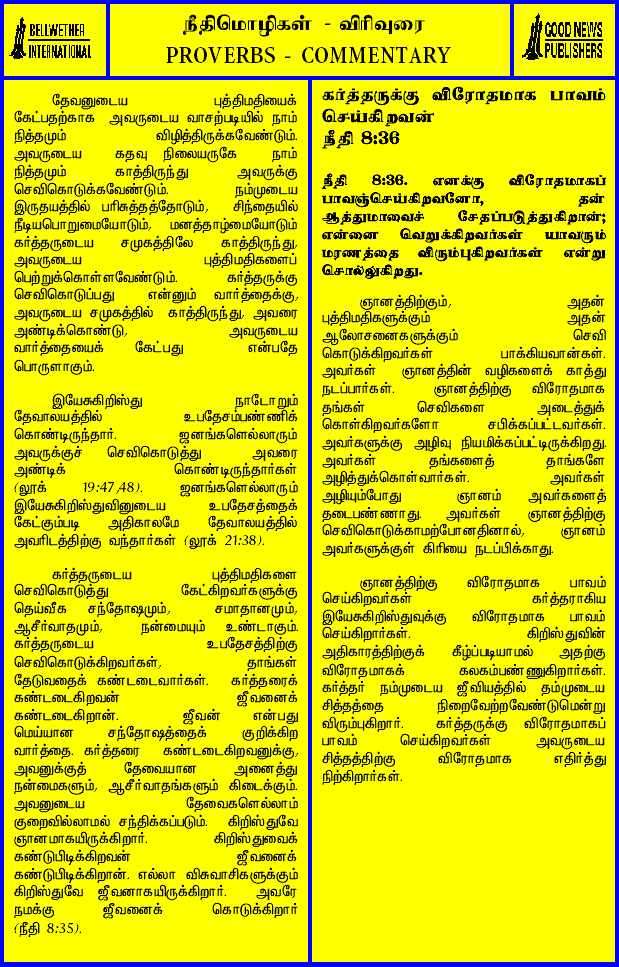 BELLWETHER
INTERNATIONAL
நீதிமொழிகள் - விரிவுரை
PROVERBS - COMMENTARY
GOOD NEWS
PUBLISHERS
தேவனுடைய புத்திமதியைக்
கேட்பதற்காக அவருடைய வாசற்படியில் நாம்
நித்தமும் விழித்திருக்கவேண்டும்.
அவருடைய கதவு நிலையருகே நாம்
நித்தமும் காத்திருந்து அவருக்கு
செவிகொடுக்கவேண்டும். நம்முடைய
இருதயத்தில் பரிசுத்தத்தோடும், சிந்தையில்
நீடியபொறுமையோடும், மனத்தாழ்மையோடும்
கர்த்தருடைய சமுகத்திலே காத்திருந்து,
அவருடைய புத்திமதிகளைப்
பெற்றுக்கொள்ளவேண்டும். கர்த்தருக்கு
செவிகொடுப்பது என்னும் வார்த்தைக்கு,
அவருடைய சமுகத்தில் காத்திருந்து, அவரை
அண்டிக்கொண்டு, அவருடைய
வார்த்தையைக் கேட்பது என்பதே
பொருளாகும்.
இயேசுகிறிஸ்து நாடோறும்
தேவாலயத்தில் உபதேசம்பண்ணிக்
கொண்டிருந்தார். ஜனங்களெல்லாரும்
அவருக்குச் செவிகொடுத்து அவரை
அண்டிக் கொண்டிருந்தார்கள்
(லூக் 19:47,48). ஜனங்களெல்லாரும்
இயேசுகிறிஸ்துவினுடைய உபதேசத்தைக்
கேட்கும்படி அதிகாலமே தேவாலயத்தில்
அவரிடத்திற்கு வந்தார்கள் (லூக் 21:38).
கர்த்தருடைய புத்திமதிகளை
செவிகொடுத்து கேட்கிறவர்களுக்கு
தெய்வீக சந்தோஷமும், சமாதானமும்,
ஆசீர்வாதமும், நன்மையும் உண்டாகும்.
கர்த்தருடைய உபதேசத்திற்கு
செவிகொடுக்கிறவர்கள், தாங்கள்
தேடுவதைக் கண்டடைவார்கள். கர்த்தரைக்
கண்டடைகிறவன் ஜீவனைக்
கண்டடைகிறான். ஜீவன் என்பது
மெய்யான சந்தோஷத்தைக் குறிக்கிற
வார்த்தை. கர்த்தரை கண்டடைகிறவனுக்கு,
அவனுக்குத் தேவையான அனைத்து
நன்மைகளும், ஆசீர்வாதங்களும் கிடைக்கும்.
அவனுடைய தேவைகளெல்லாம்
குறைவில்லாமல் சந்திக்கப்படும். கிறிஸ்துவே
ஞானமாகயிருக்கிறார். கிறிஸ்துவைக்
கண்டுபிடிக்கிறவன் ஜீவனைக்
கண்டுபிடிக்கிறான். எல்லா விசுவாசிகளுக்கும்
கிறிஸ்துவே ஜீவனாகயிருக்கிறார். அவரே
நமக்கு ஜீவனைக் கொடுக்கிறார்
(நீதி 8:35).
கர்த்தருக்கு விரோதமாக பாவம்
செய்கிறவன்
நீதி 8:36
நீதி 8:36. எனக்கு விரோதமாகப்
பாவஞ்செய்கிறவனோ, தன்
ஆத்துமாவைச் சேதப்படுத்துகிறான்;
என்னை வெறுக்கிறவர்கள் யாவரும்
மரணத்தை விரும்புகிறவர்கள் என்று
சொல்லுகிறது.
ஞானத்திற்கும், அதன்
புத்திமதிகளுக்கும் அதன்
ஆலோசனைகளுக்கும் செவி
கொடுக்கிறவர்கள் பாக்கியவான்கள்.
அவர்கள் ஞானத்தின் வழிகளைக் காத்து
நடப்பார்கள். ஞானத்திற்கு விரோதமாக
தங்கள் செவிகளை அடைத்துக்
கொள்கிறவர்களோ சபிக்கப்பட்டவர்கள்.
அவர்களுக்கு அழிவு நியமிக்கப்பட்டிருக்கிறது.
அவர்கள் தங்களைத் தாங்களே
அழித்துக்கொள்வார்கள். அவர்கள்
அழியும்போது ஞானம் அவர்களைத்
தடைபண்ணாது. அவர்கள் ஞானத்திற்கு
செவிகொடுக்காமற்போனதினால், ஞானம்
அவர்களுக்குள் கிரியை நடப்பிக்காது.
ஞானத்திற்கு விரோதமாக பாவம்
செய்கிறவர்கள் கர்த்தராகிய
இயேசுகிறிஸ்துவுக்கு விரோதமாக பாவம்
செய்கிறார்கள். கிறிஸ்துவின்
அதிகாரத்திற்குக் கீழ்ப்படியாமல் அதற்கு
விரோதமாகக் கலகம்பண்ணுகிறார்கள்.
கர்த்தர் நம்முடைய ஜீவியத்தில் தம்முடைய
சித்தத்தை நிறைவேற்றவேண்டுமென்று
விரும்புகிறார். கர்த்தருக்கு விரோதமாகப்
பாவம் செய்கிறவர்கள் அவருடைய
சித்தத்திற்கு விரோதமாக எதிர்த்து
நிற்கிறார்கள்.